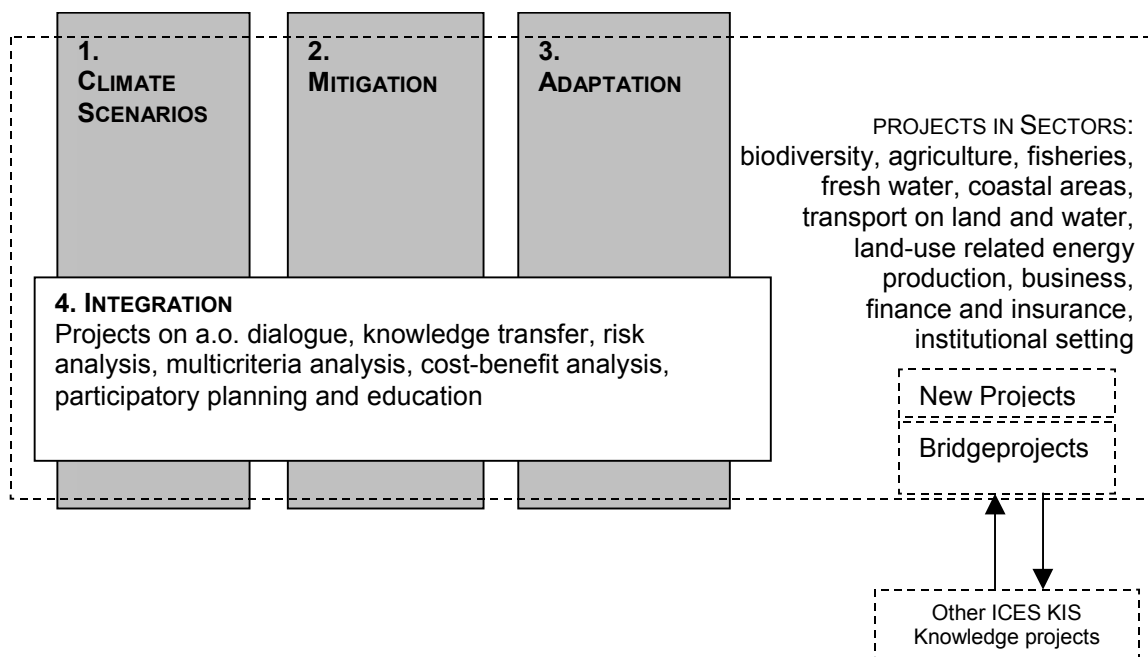 1.
CLIMATE
SCENARIOS
2.
MITIGATION
3.
ADAPTATION
PROJECTS IN SECTORS:
biodiversity, agriculture, fisheries,
fresh water, coastal areas,
transport on land and water,
land-use related energy
production, business,
finance and insurance,
institutional setting
4. INTEGRATION
Projects on a.o. dialogue, knowledge transfer, risk
analysis, multicriteria analysis, cost-benefit analysis,
participatory planning and education
New Projects
Bridgeprojects
Other ICES KIS
Knowledge projects